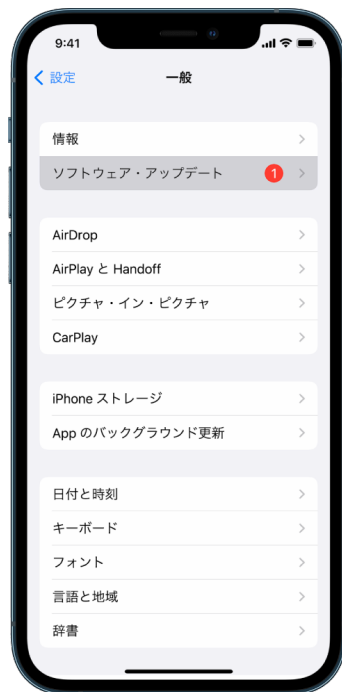 9:41
設定
一般
情報
ソフトウェア・アップデート 1
AirDrop
AirPlay と Handoff
ピクチャ・イン・ピクチャ
CarPlay
iPhone ストレージ
App のバックグラウンド更新
日付と時刻
キーボード
フォント
言語と地域
辞書